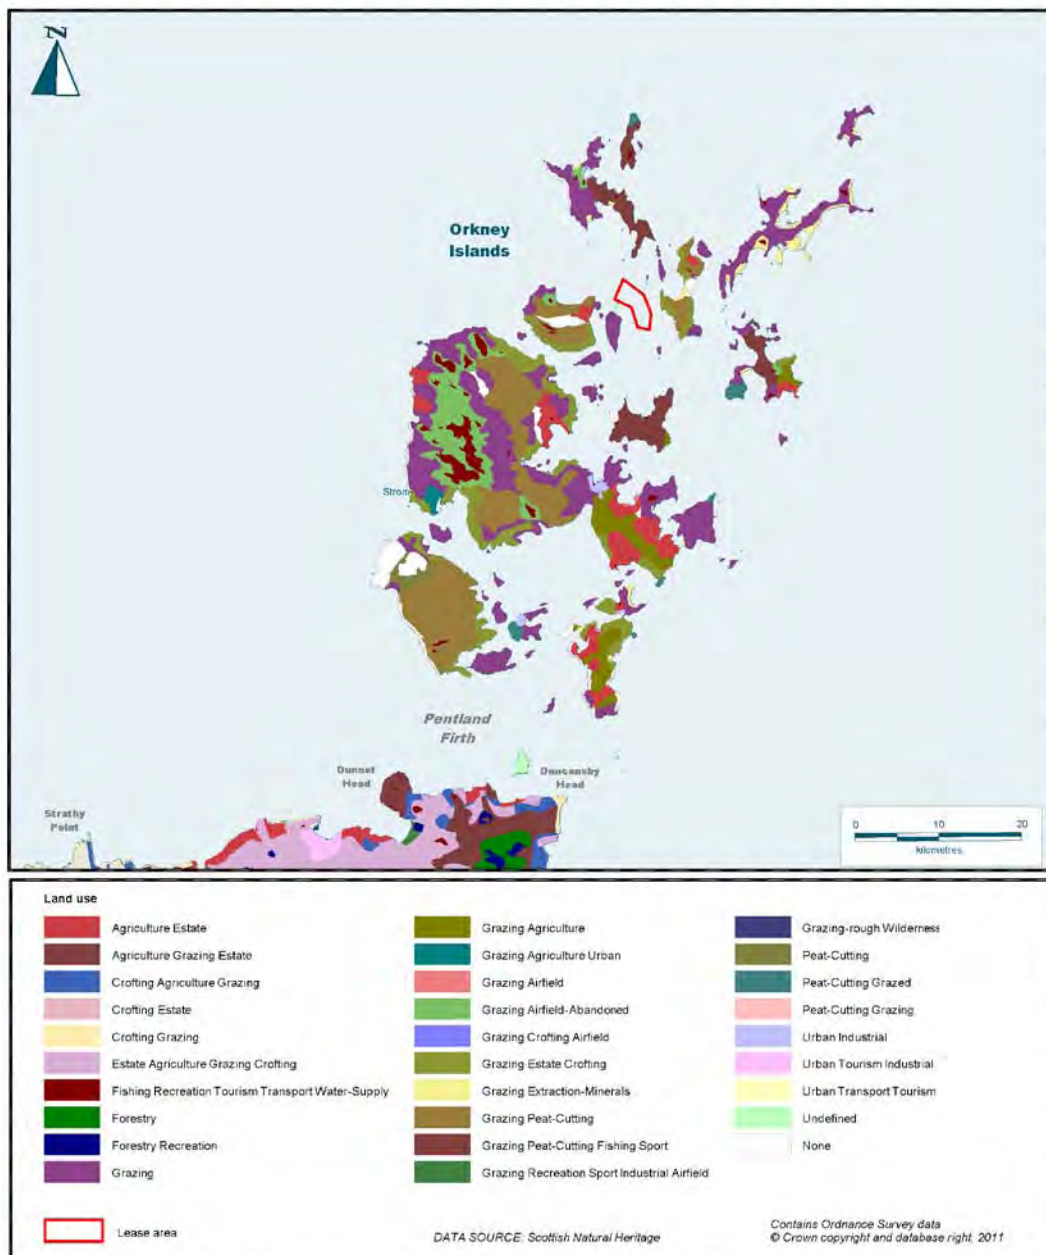 N
Orkney
Islands
Strom
Pentland
Firth
Dunnet
Head
Duncansby
Head
Strathy
Point
0 10 20
kilometres
Land use
Agriculture Estate
Agriculture Grazing Estate
Crofting Agriculture Grazing
Crofting Estate
Crofting Grazing
Estate Agriculture Grazing Crofting
Fishing Recreation Tourism Transport Water-Supply
Forestry
Forestry Recreation
Grazing
Grazing Agriculture
Grazing Agriculture Urban
Grazing Airfield
Grazing Airfield-Abandoned
Grazing Crofting Airfield
Grazing Estate Crofting
Grazing Extraction-Minerals
Grazing Peat-Cutting
Grazing Peat-Cutting Fishing Sport
Grazing Recreation Sport Industrial Airfield
Grazing-rough Wilderness
Peat-Cutting
Peat-Cutting Grazed
Peat-Cutting Grazing
Urban Industrial
Urban Tourism Industrial
Urban Transport Tourism
Undefined
None
Lease area
DATA SOURCE: Scottish Natural Heritage
Contains Ordnance Survey data
© Crown copyright and database right, 2011